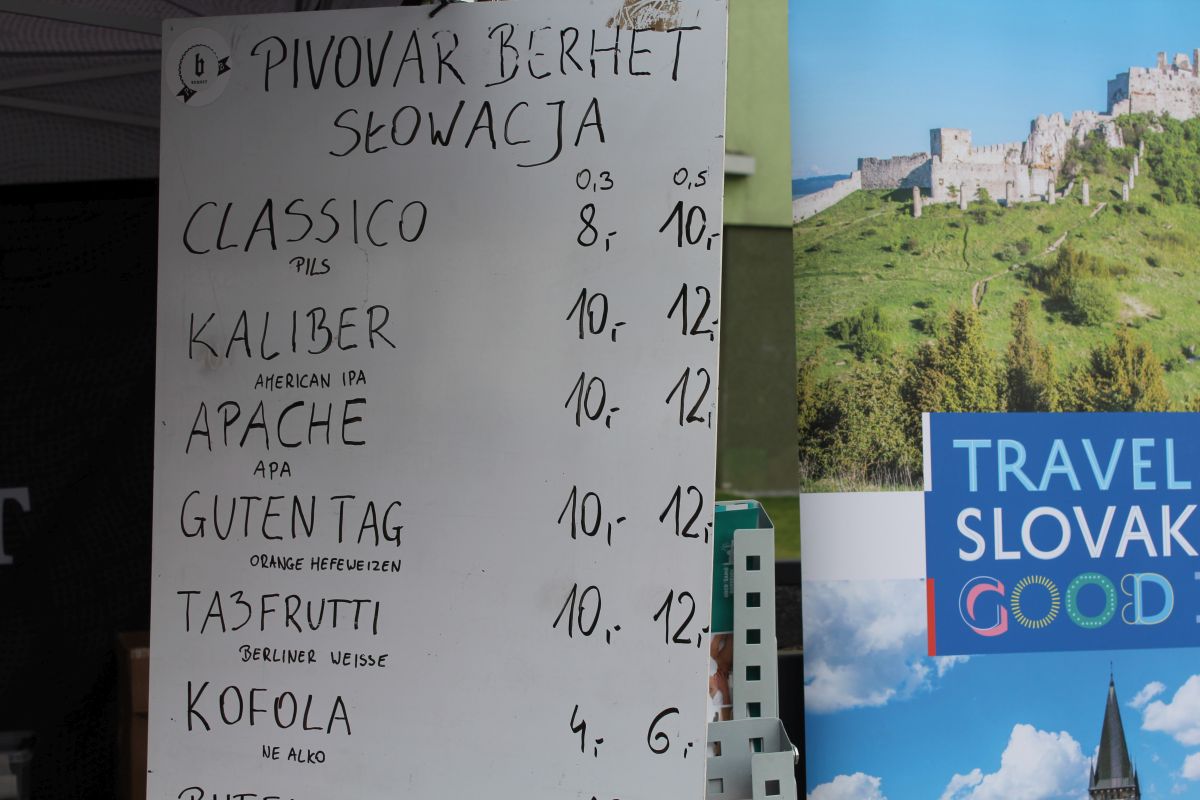 PIVOVAR BERHET
SŁOWACJA
0,3 0,5
CLASSICO 8,- 10,-
PILS
KALIBER 10,- 12,-
AMERICAN IPA
APACHE 10,- 12,
APA
GUTEN TAG 10,- 12,-
ORANGE HEFEWEIZEN
TA3FRUTTI 10,- 12,-
BERLINER WEISSE
KOFOLA 4,- 6,-
NE ALKO
TRAVEL
SLOVAK
GOOD